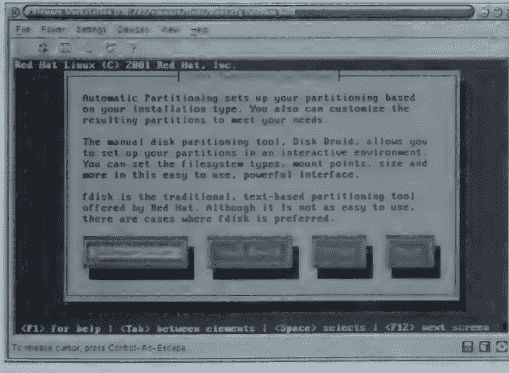 File Power Settings Devices View Help
Red Hat Linux (C) 2001 Red Hat, Inc.
Automatic Partitioning sets up your partitioning based
on your installation type. You also can customize the
resulting partitions to meet your needs.
The manual disk paritioning tool, Disk Druid, allows you
to set up your partitions in an interactive environment.
You can set the filesystem types, mount points, size and
more in this easy to use, powerful interface.
fdisk is the traditional, text-based partitioning tool
offered by Red Hat. Although it is not as easy to use,
there are cases where fdisk is preferred.
<F1> for help | <Tab> between elements | <Space> selects | <F12> next screen
To release cursor, press Control-Alt-Escape